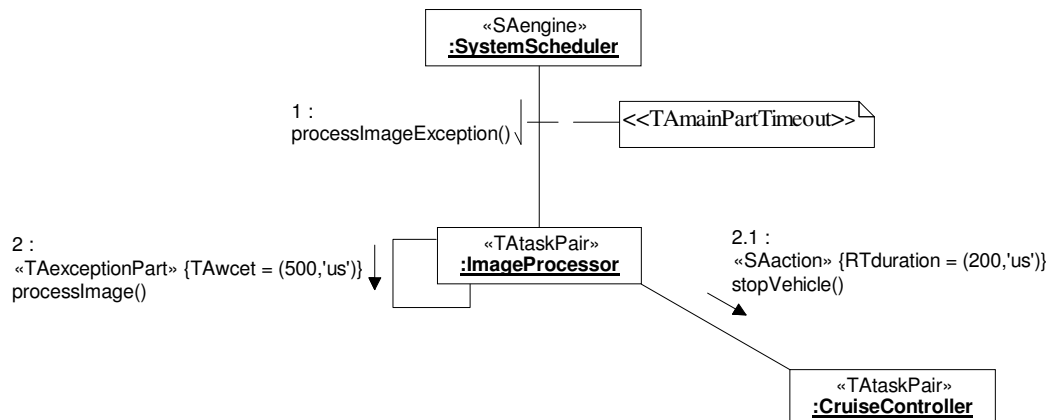 «SAengine»
:SystemScheduler
1 :
processImageException()
<<TAmainPartTimeout>>
2 :
«TAexceptionPart» {TAwcet = (500,'us')}
processImage()
«TAtaskPair»
:ImageProcessor
2.1 :
«SAaction» {RTduration = (200,'us')}
stopVehicle()
«TAtaskPair»
:CruiseController